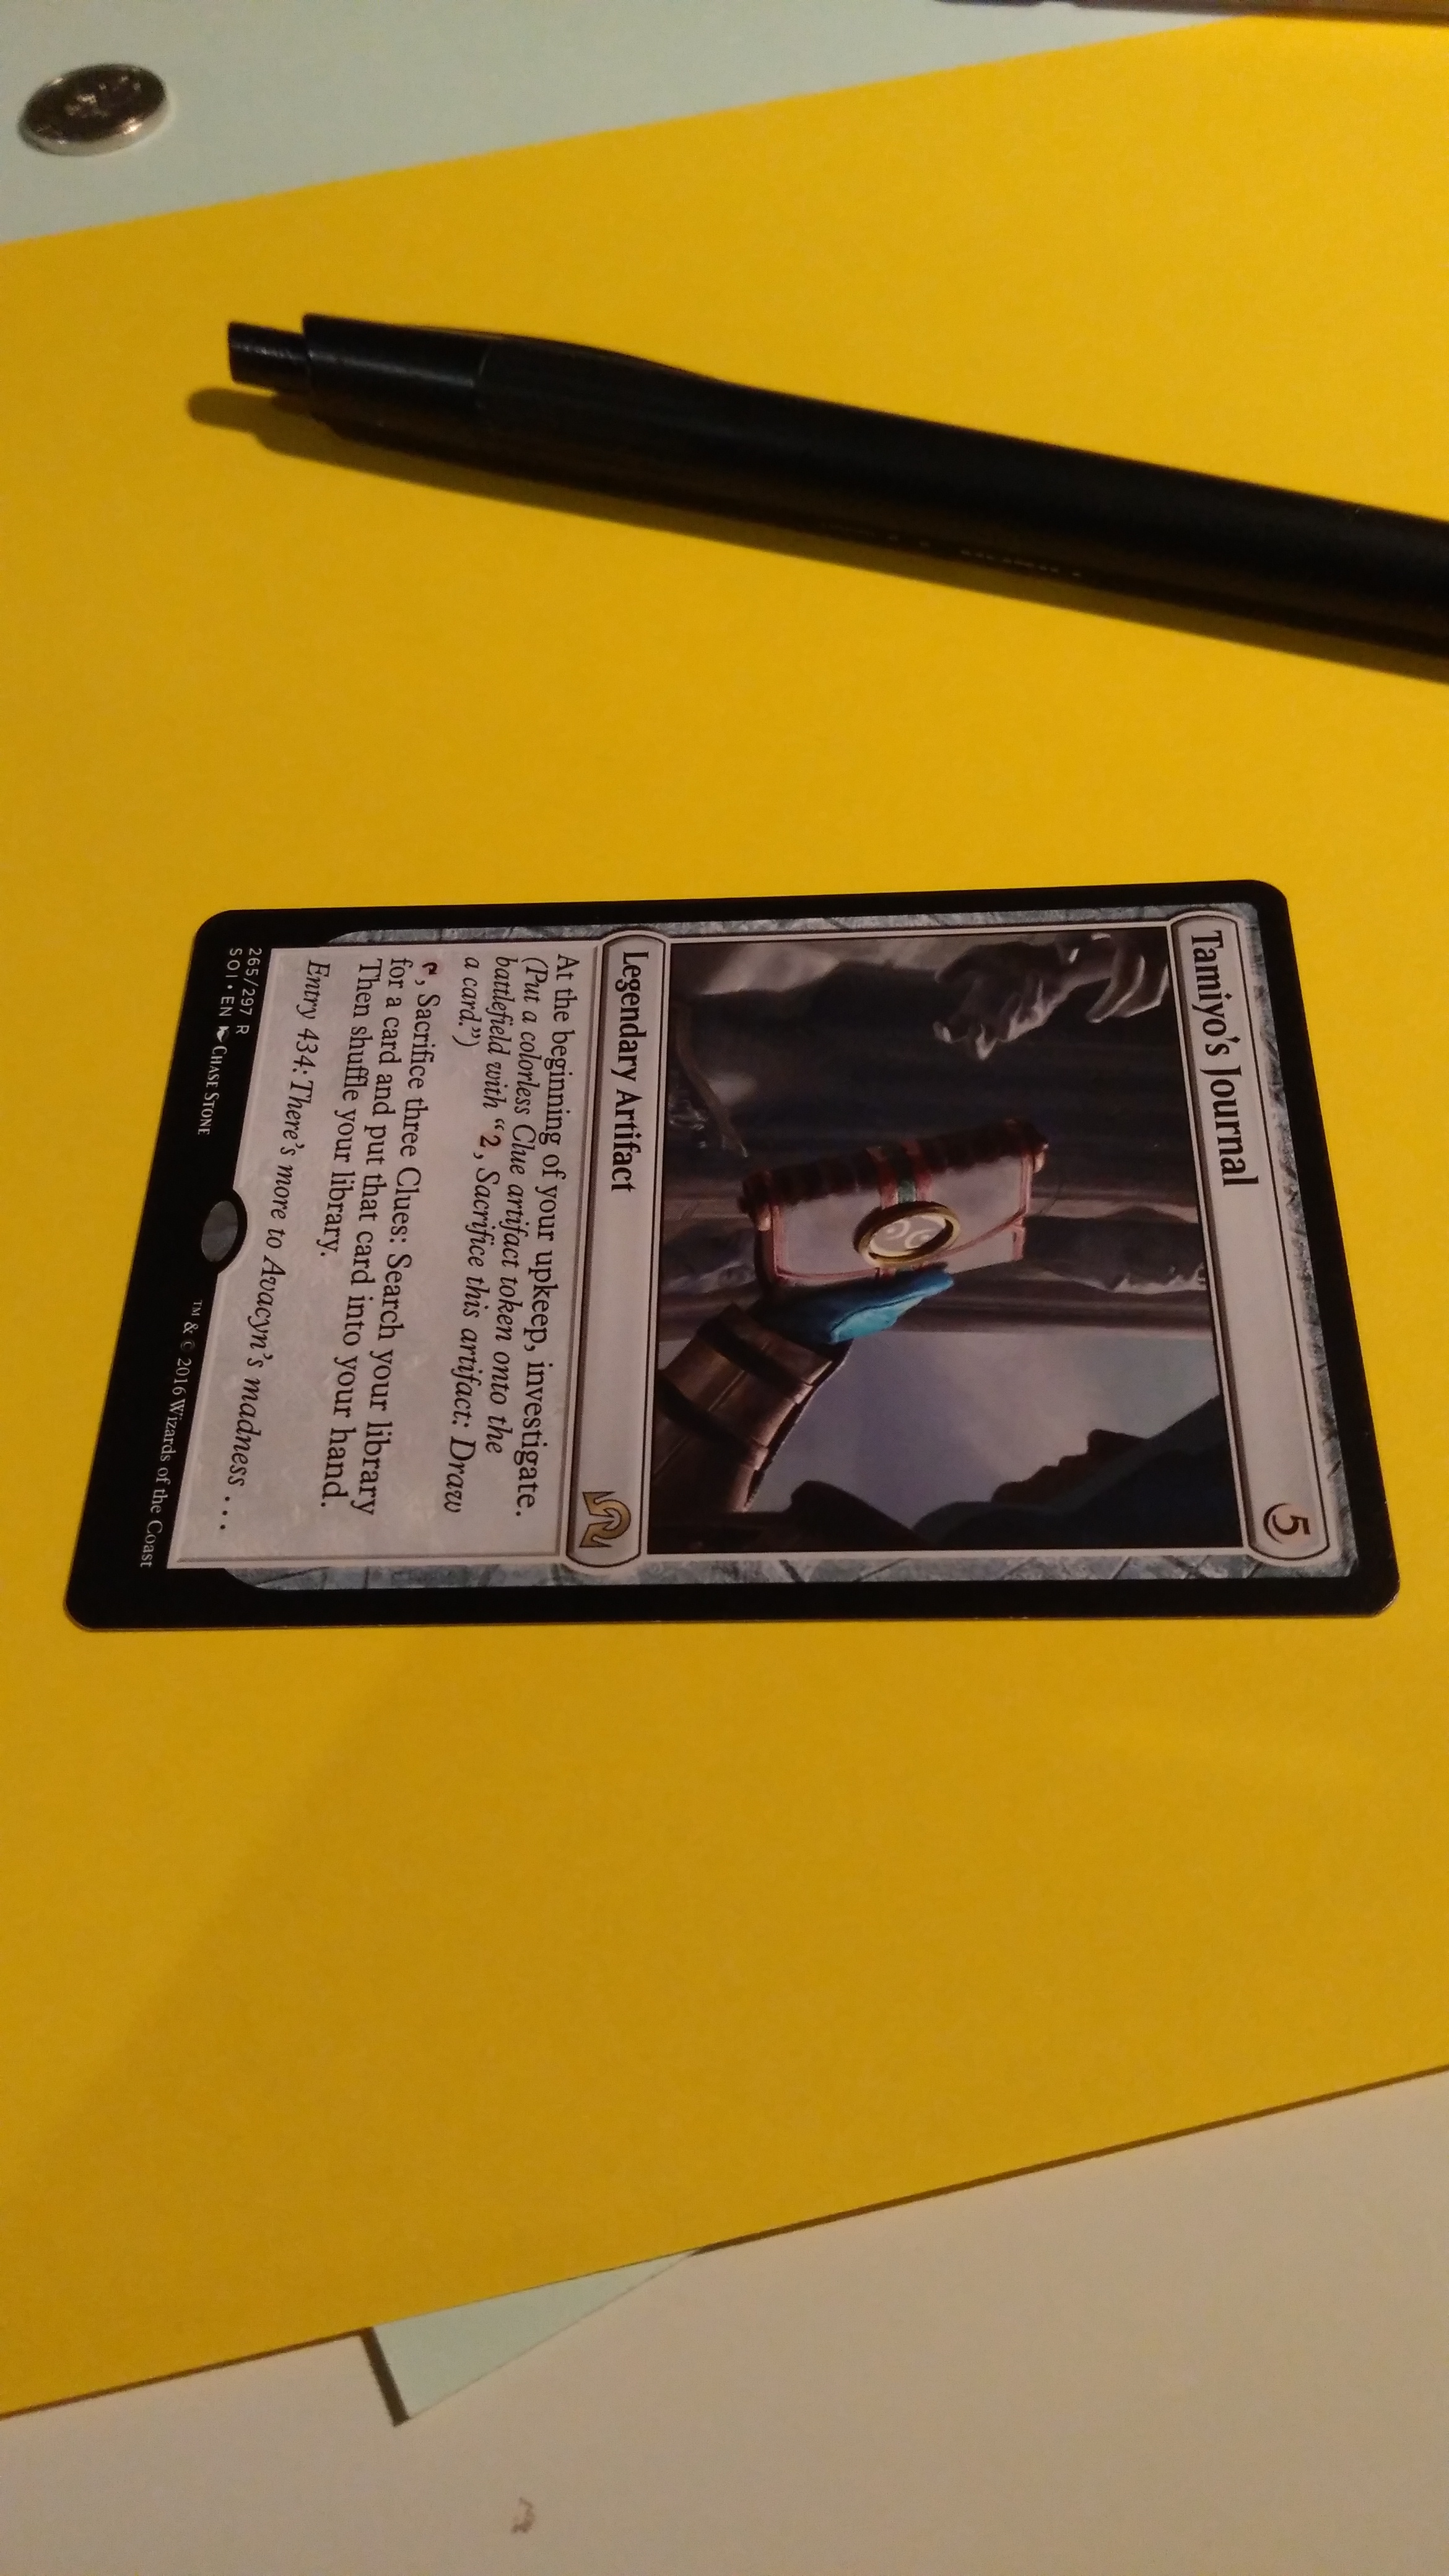 Tamiyo's Journal
5
Legendary Artifact
At the beginning of your upkeep, investigate.
(Put a colorless Clue artifact token onto the
battlefield with “2, Sacrifice this artifact: Draw
a card.”)
, Sacrifice three Clues: Search your library
for a card and put that card into your hand.
Then shuffle your library.
Entry 434: There's more to Avacyn's madness . . .
265/297 R
SOI • EN CHASE STONE
™ & © 2016 Wizards of the Coast